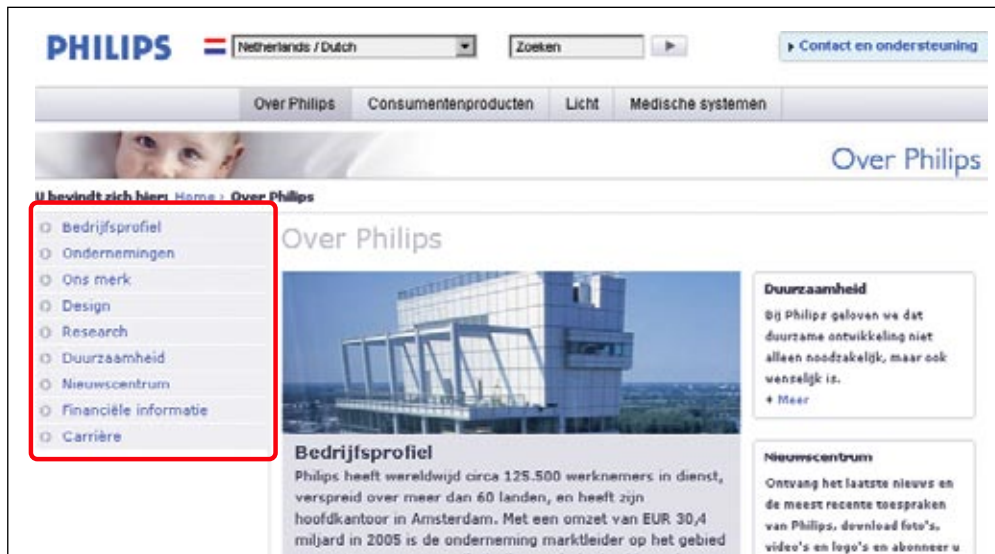 PHILIPS
Netherlands / Dutch
Zoeken
Contact en ondersteuning
Over Philips
Consumentenproducten
Licht
Medische systemen
Over Philips
U bevindt zich hier: Home › Over Philips
Bedrijfsprofiel
Ondernemingen
Ons merk
Design
Research
Duurzaamheid
Nieuwscentrum
Financiële informatie
Carrière
Over Philips
Bedrijfsprofiel
Philips heeft wereldwijd circa 125.500 werknemers in dienst,
verspreid over meer dan 60 landen, en heeft zijn
hoofdkantoor in Amsterdam. Met een omzet van EUR 30,4
miljard in 2005 is de onderneming marktleider op het gebied
Duurzaamheid
Bij Philips geloven we dat
duurzame ontwikkeling niet
alleen noodzakelijk, maar ook
wenselijk is.
+ Meer
Nieuwscentrum
Ontvang het laatste nieuws en
de meest recente toespraken
van Philips, download foto's,
video's en logo's en abonneer u